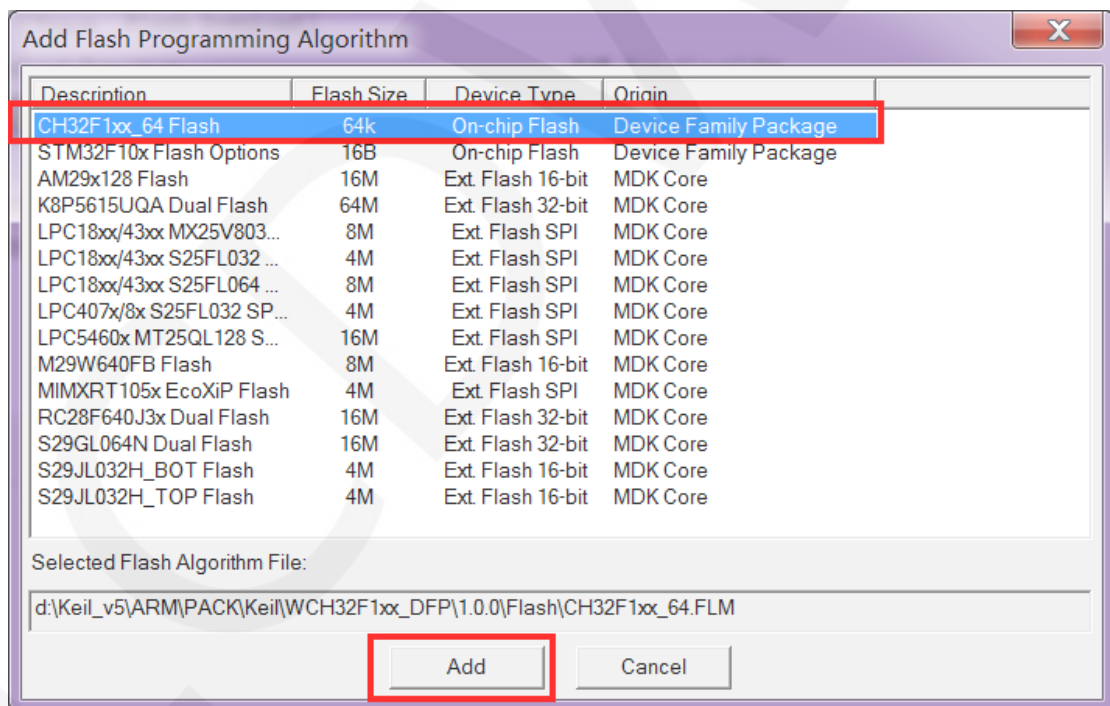 Add Flash Programming Algorithm
X
Description Flash Size Device Type Origin
CH32F1xx_64 Flash 64k On-chip Flash Device Family Package
STM32F10x Flash Options 16B On-chip Flash Device Family Package
AM29x128 Flash 16M Ext. Flash 16-bit MDK Core
K8P5615UQA Dual Flash 64M Ext. Flash 32-bit MDK Core
LPC18xx/43xx MX25V803... 8M Ext. Flash SPI MDK Core
LPC18xx/43xx S25FL032 ... 4M Ext. Flash SPI MDK Core
LPC18xx/43xx S25FL064 ... 8M Ext. Flash SPI MDK Core
LPC407x/8x S25FL032 SP... 4M Ext. Flash SPI MDK Core
LPC5460x MT25QL128 S... 16M Ext. Flash SPI MDK Core
M29W640FB Flash 8M Ext. Flash 16-bit MDK Core
MIMXRT105x EcoXiP Flash 4M Ext. Flash SPI MDK Core
RC28F640J3x Dual Flash 16M Ext. Flash 32-bit MDK Core
S29GL064N Dual Flash 16M Ext. Flash 32-bit MDK Core
S29JL032H_BOT Flash 4M Ext. Flash 16-bit MDK Core
S29JL032H_TOP Flash 4M Ext. Flash 16-bit MDK Core
Selected Flash Algorithm File:
d:\Keil_v5\ARM\PACK\Keil\WCH32F1xx_DFP\1.0.0\Flash\CH32F1xx_64.FLM
Add Cancel